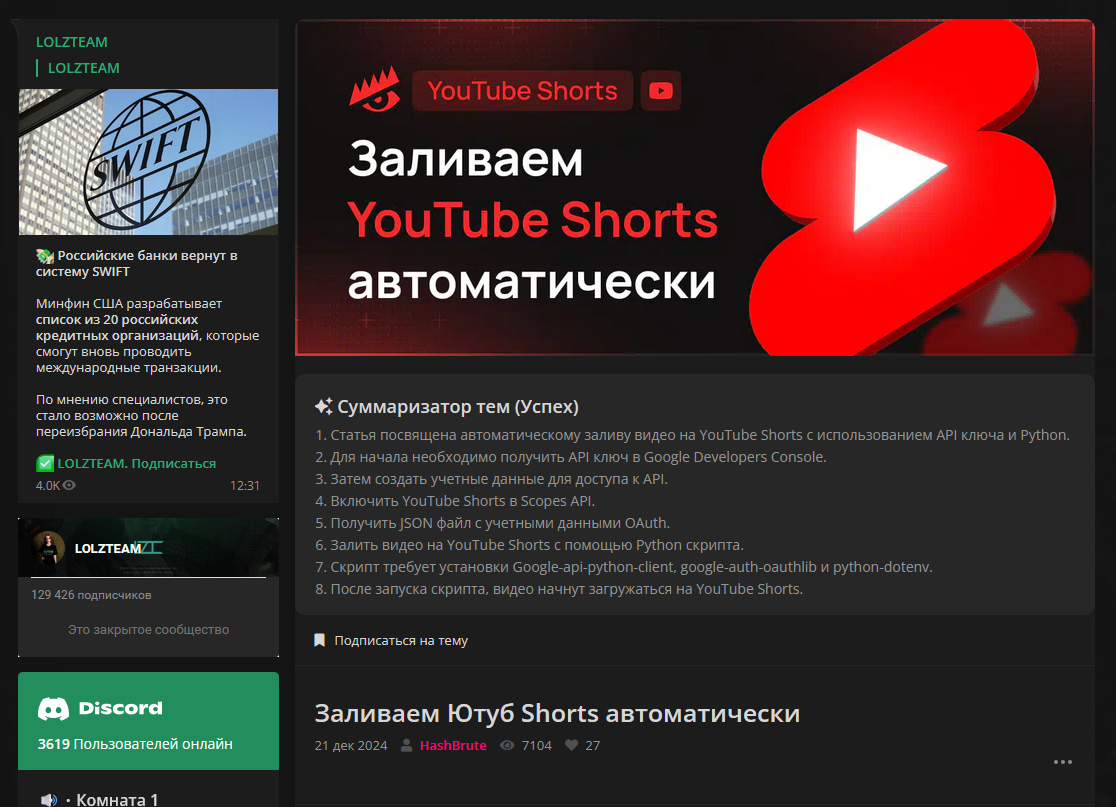 LOLZTEAM
LOLZTEAM
SWIFT
Российские банки вернут в
систему SWIFT
Минфин США разрабатывает
список из 20 российских
кредитных организаций, которые
смогут вновь проводить
международные транзакции.
По мнению специалистов, это
стало возможно после
переизбрания Дональда Трампа.
LOLZTEAM. Подписаться
4.0K 12:31
LOLZTEAM
129 426 подписчиков
Это закрытое сообщество
Discord
3619 Пользователей онлайн
· Комната 1
YouTube Shorts
Заливаем
YouTube Shorts
автоматически
Суммаризатор тем (Успех)
1. Статья посвящена автоматическому заливу видео на YouTube Shorts с использованием API ключа и Python.
2. Для начала необходимо получить API ключ в Google Developers Console.
3. Затем создать учетные данные для доступа к API.
4. Включить YouTube Shorts в Scopes API.
5. Получить JSON файл с учетными данными OAuth.
6. Залить видео на YouTube Shorts с помощью Python скрипта.
7. Скрипт требует установки Google-api-python-client, google-auth-oauthlib и python-dotenv.
8. После запуска скрипта, видео начнут загружаться на YouTube Shorts.
Подписаться на тему
Заливаем Ютуб Shorts автоматически
21 дек 2024 HashBrute 7104 27